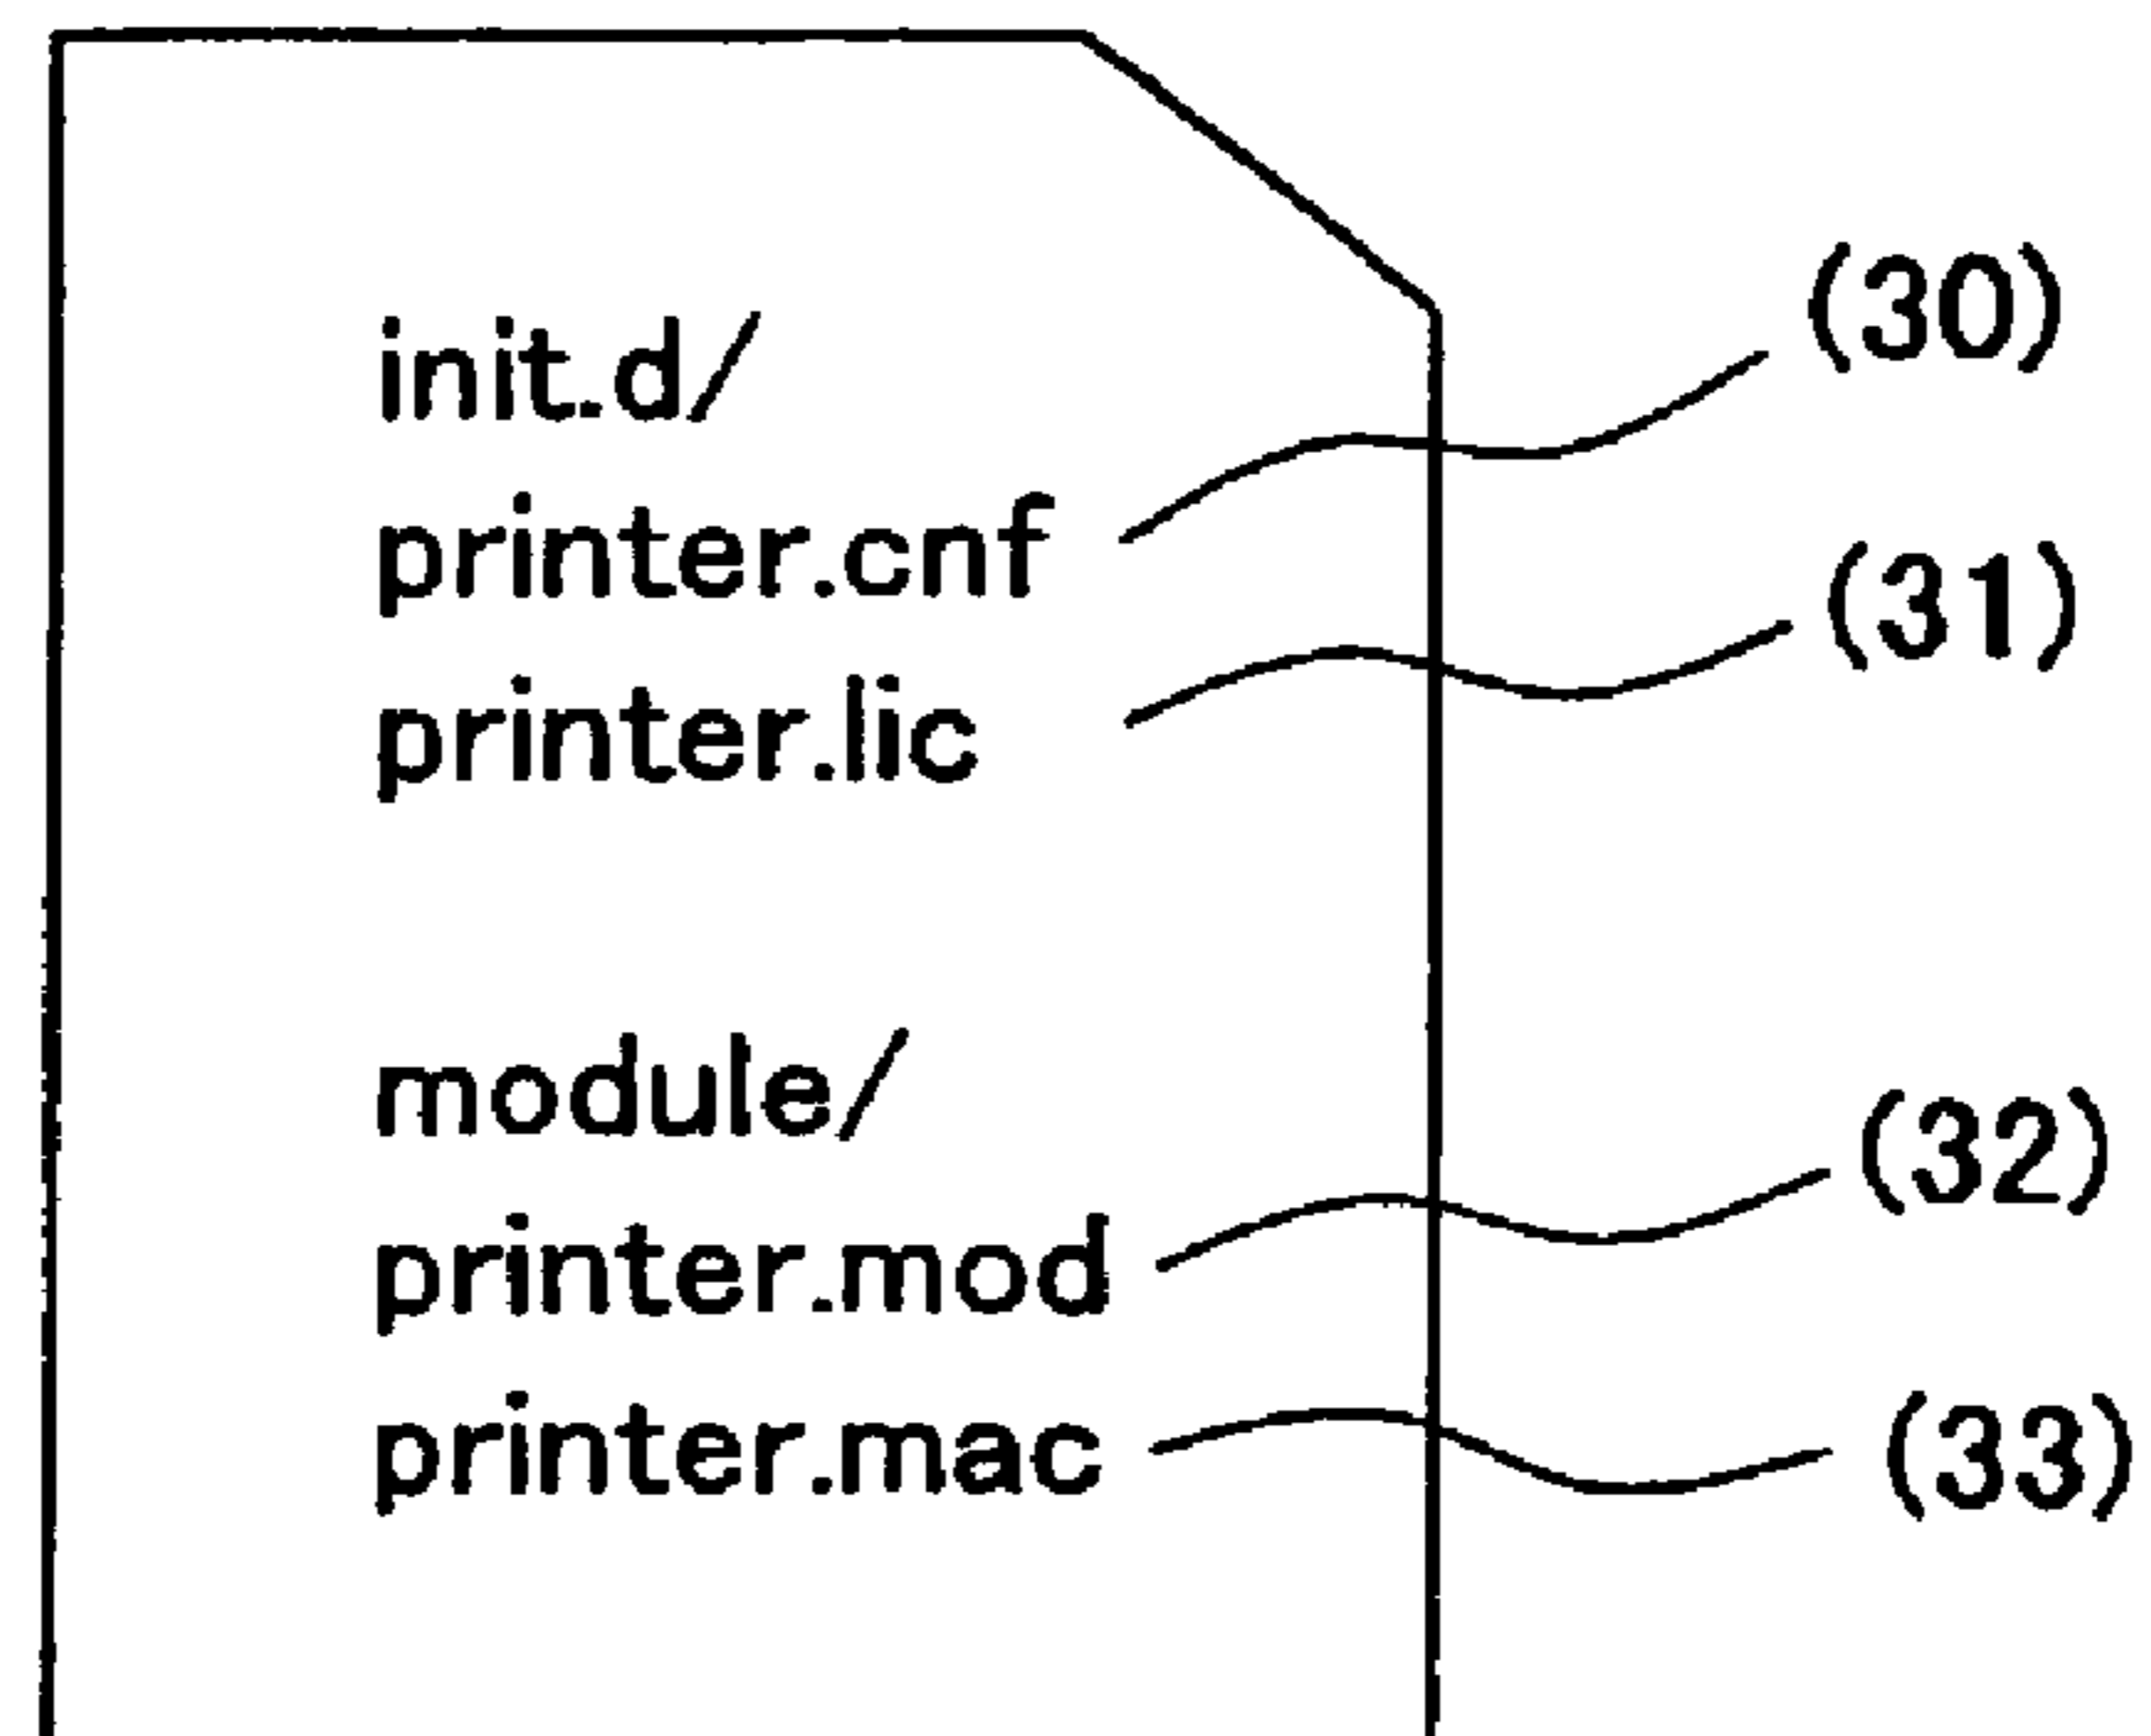 init.d/
(30)
printer.cnf
(31)
printer.lic
module/
(32)
printer.mod
(33)
printer.mac